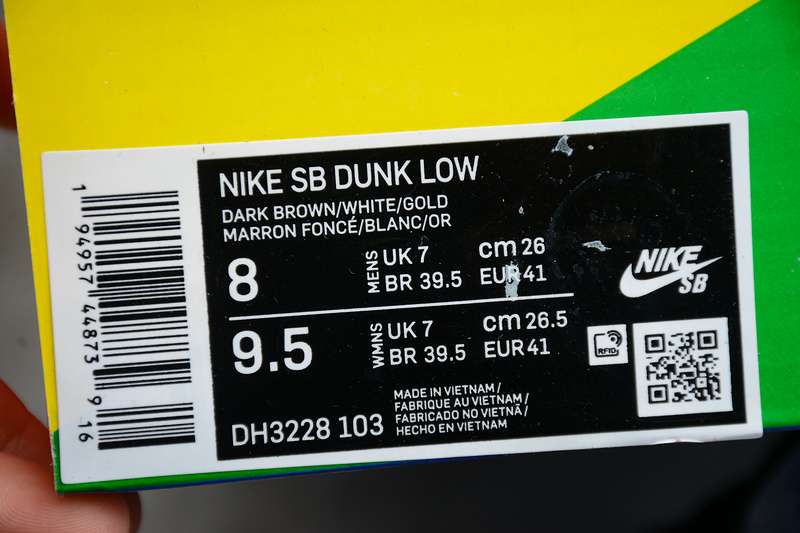 NIKE SB DUNK LOW
DARK BROWN/WHITE/GOLD
MARRON FONCÉ/BLANC/OR
8 MENS UK 7 cm 26
BR 39.5 EUR 41
9.5 WMNS UK 7 cm 26.5
BR 39.5 EUR 41
DH3228 103
MADE IN VIETNAM /
FABRIQUE AU VIETNAM /
FABRICADO NO VIETNÃ /
HECHO EN VIETNAM
NIKE
SB
RFID
1 94957 44873 9 16